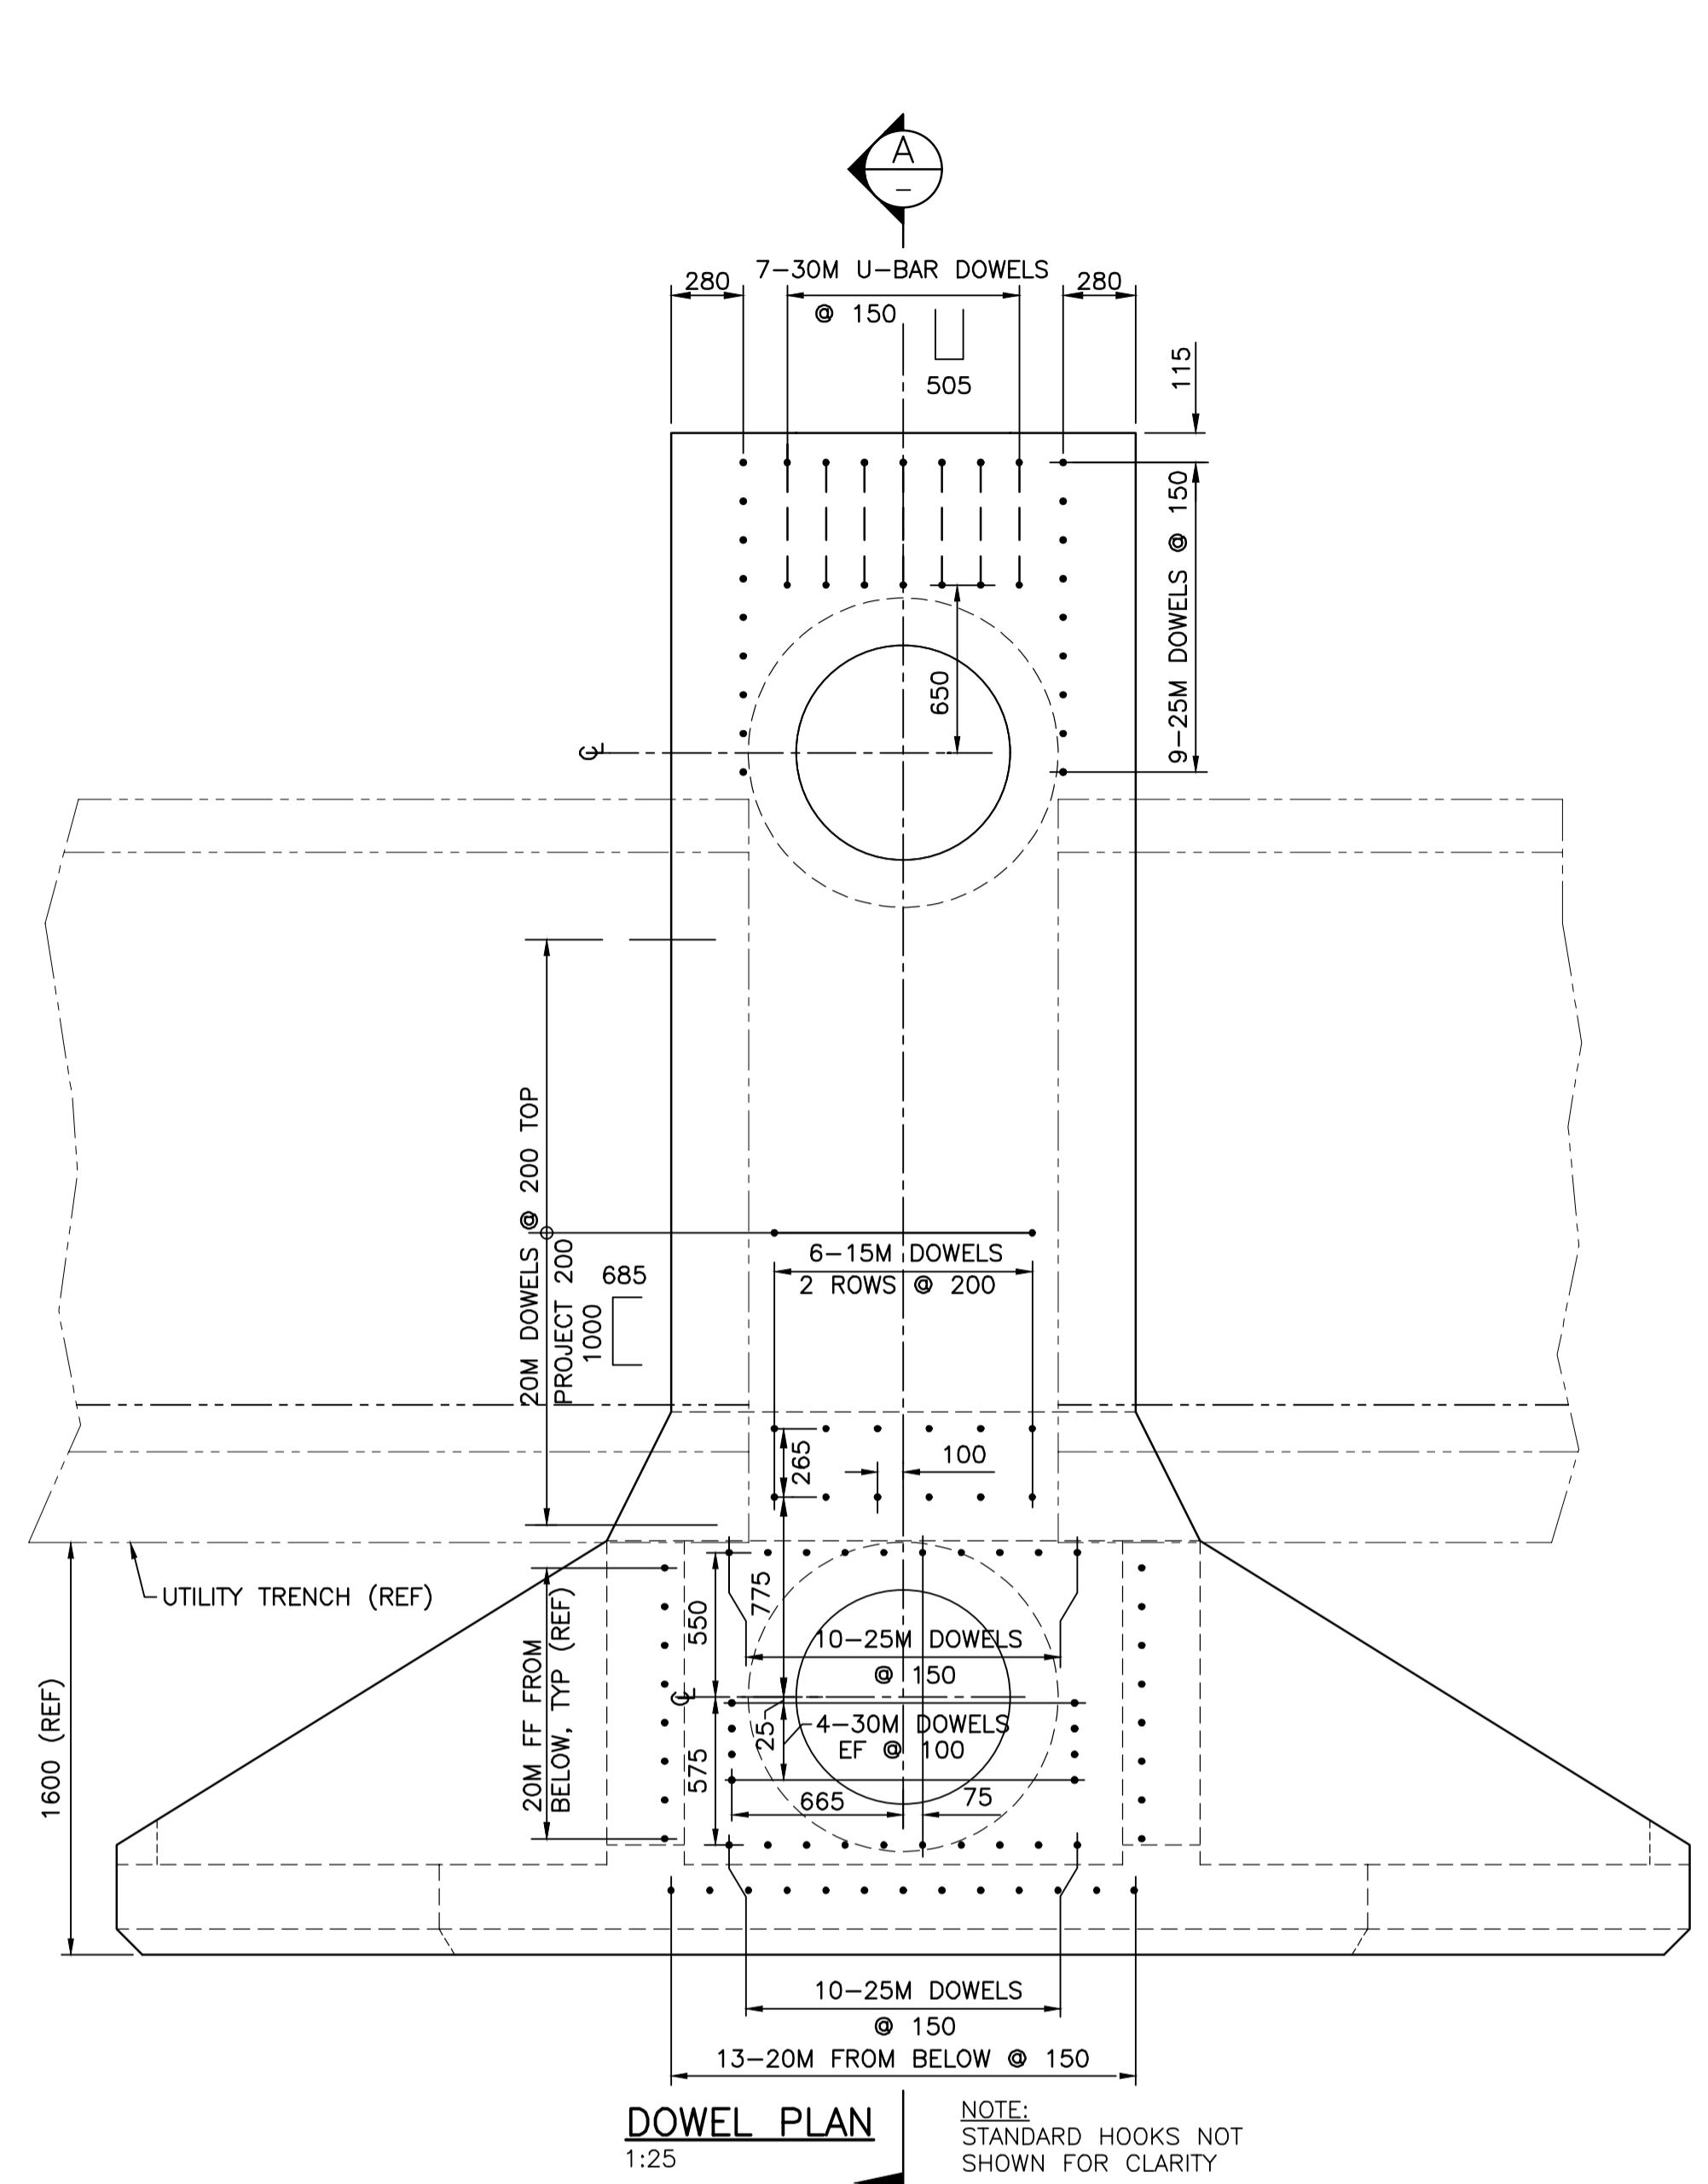 A
–
7–30M U–BAR DOWELS
280
280
@ 150
505
115
9–25M DOWELS @ 150
650
CL
20M DOWELS @ 200 TOP
PROJECT 200
685
1000
6–15M DOWELS
2 ROWS @ 200
265
100
UTILITY TRENCH (REF)
1600 (REF)
20M FF FROM
BELOW, TYP (REF)
550
775
10–25M DOWELS
@ 150
CL
25
4–30M DOWELS
EF @ 100
575
665
75
10–25M DOWELS
@ 150
13–20M FROM BELOW @ 150
DOWEL PLAN
1:25
NOTE:
STANDARD HOOKS NOT
SHOWN FOR CLARITY